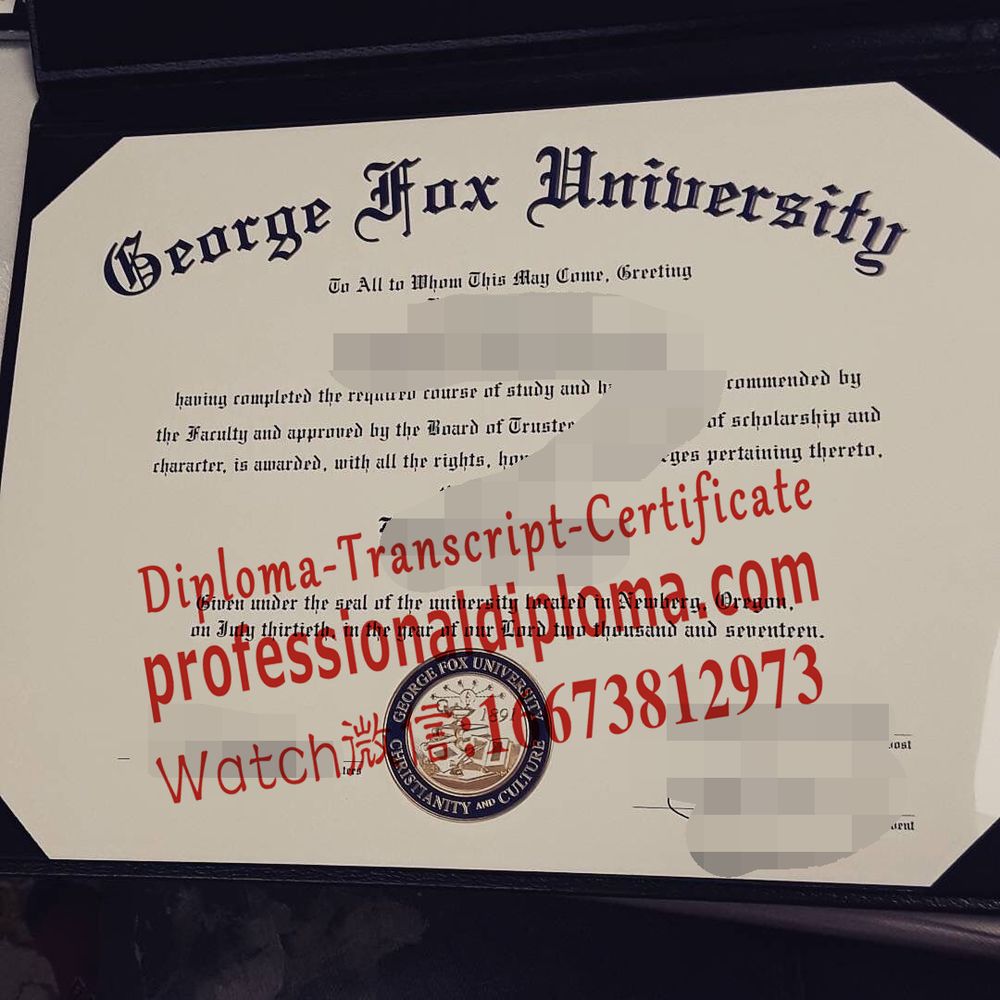 George Fox University
To All to Whom This May Come, Greeting
having completed the required course of study and commended by
the Faculty and approved by the Board of of scholarship and
character, is awarded, with all the rights, pertaining thereto,
Diploma-Transcript-Certificate
Given under the seal of the university located in Newberg, Oregon,
professionaldiploma.com
on July thirtieth, in the year of our Lord two thousand and seventeen.
Watch微信:16673812973
GEORGE FOX UNIVERSITY
1891
CHRISTIANITY AND CULTURE